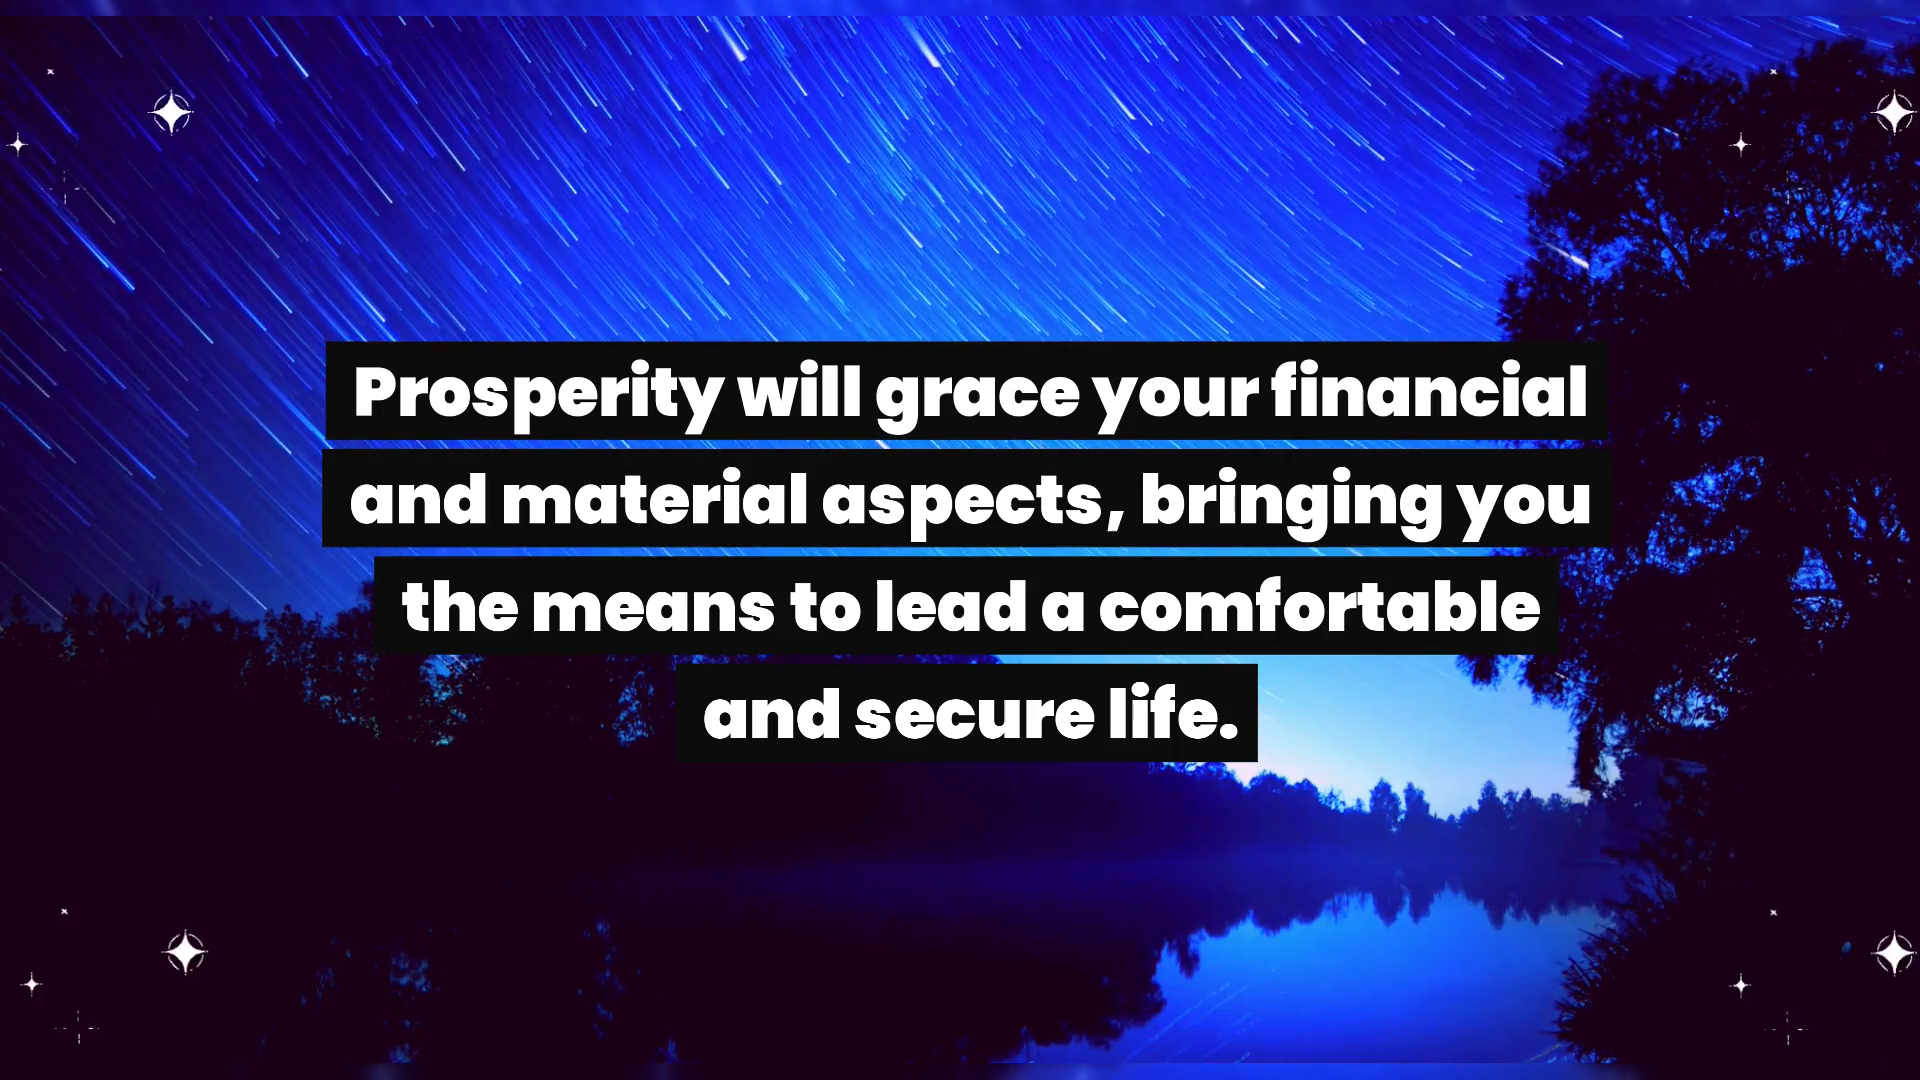 Prosperity will grace your financial
and material aspects, bringing you
the means to lead a comfortable
and secure life.